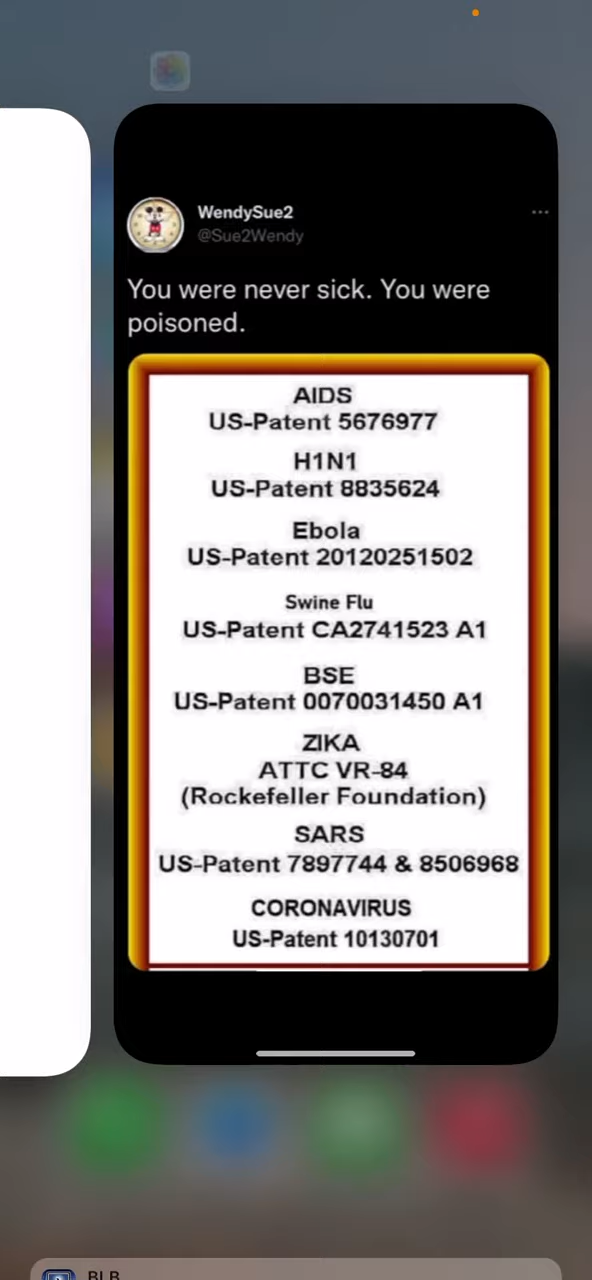 WendySue2
@Sue2Wendy
You were never sick. You were
poisoned.
AIDS
US-Patent 5676977
H1N1
US-Patent 8835624
Ebola
US-Patent 20120251502
Swine Flu
US-Patent CA2741523 A1
BSE
US-Patent 0070031450 A1
ZIKA
ATTC VR-84
(Rockefeller Foundation)
SARS
US-Patent 7897744 & 8506968
CORONAVIRUS
US-Patent 10130701
BLB